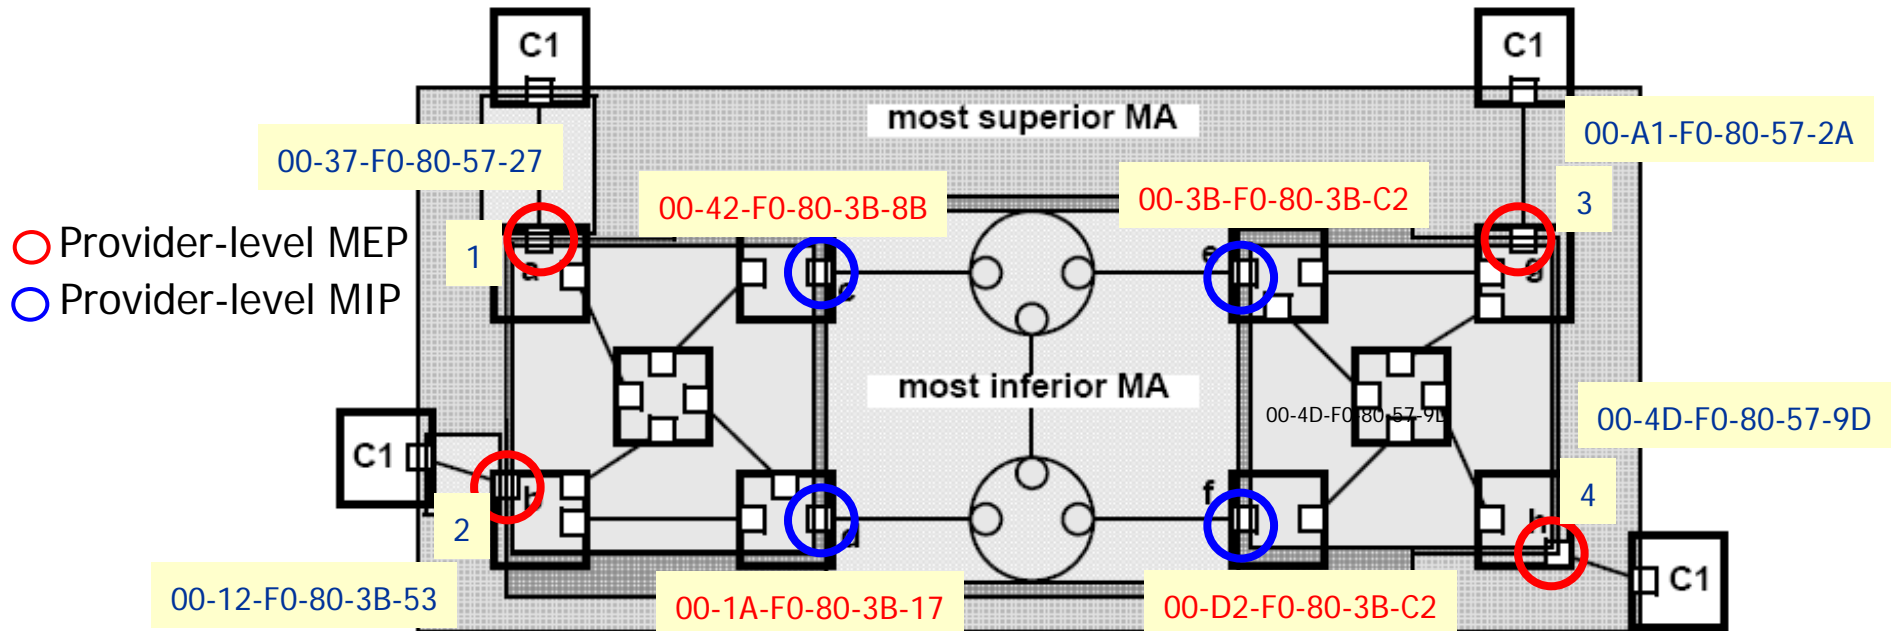 C1
C1
most superior MA
00-37-F0-80-57-27
00-A1-F0-80-57-2A
00-42-F0-80-3B-8B
00-3B-F0-80-3B-C2
3
Provider-level MEP
1
a
e
g
Provider-level MIP
c
most inferior MA
00-4D-F0-80-57-9D
00-4D-F0-80-57-9D
C1
b
f
4
2
d
h
00-12-F0-80-3B-53
00-1A-F0-80-3B-17
00-D2-F0-80-3B-C2
C1